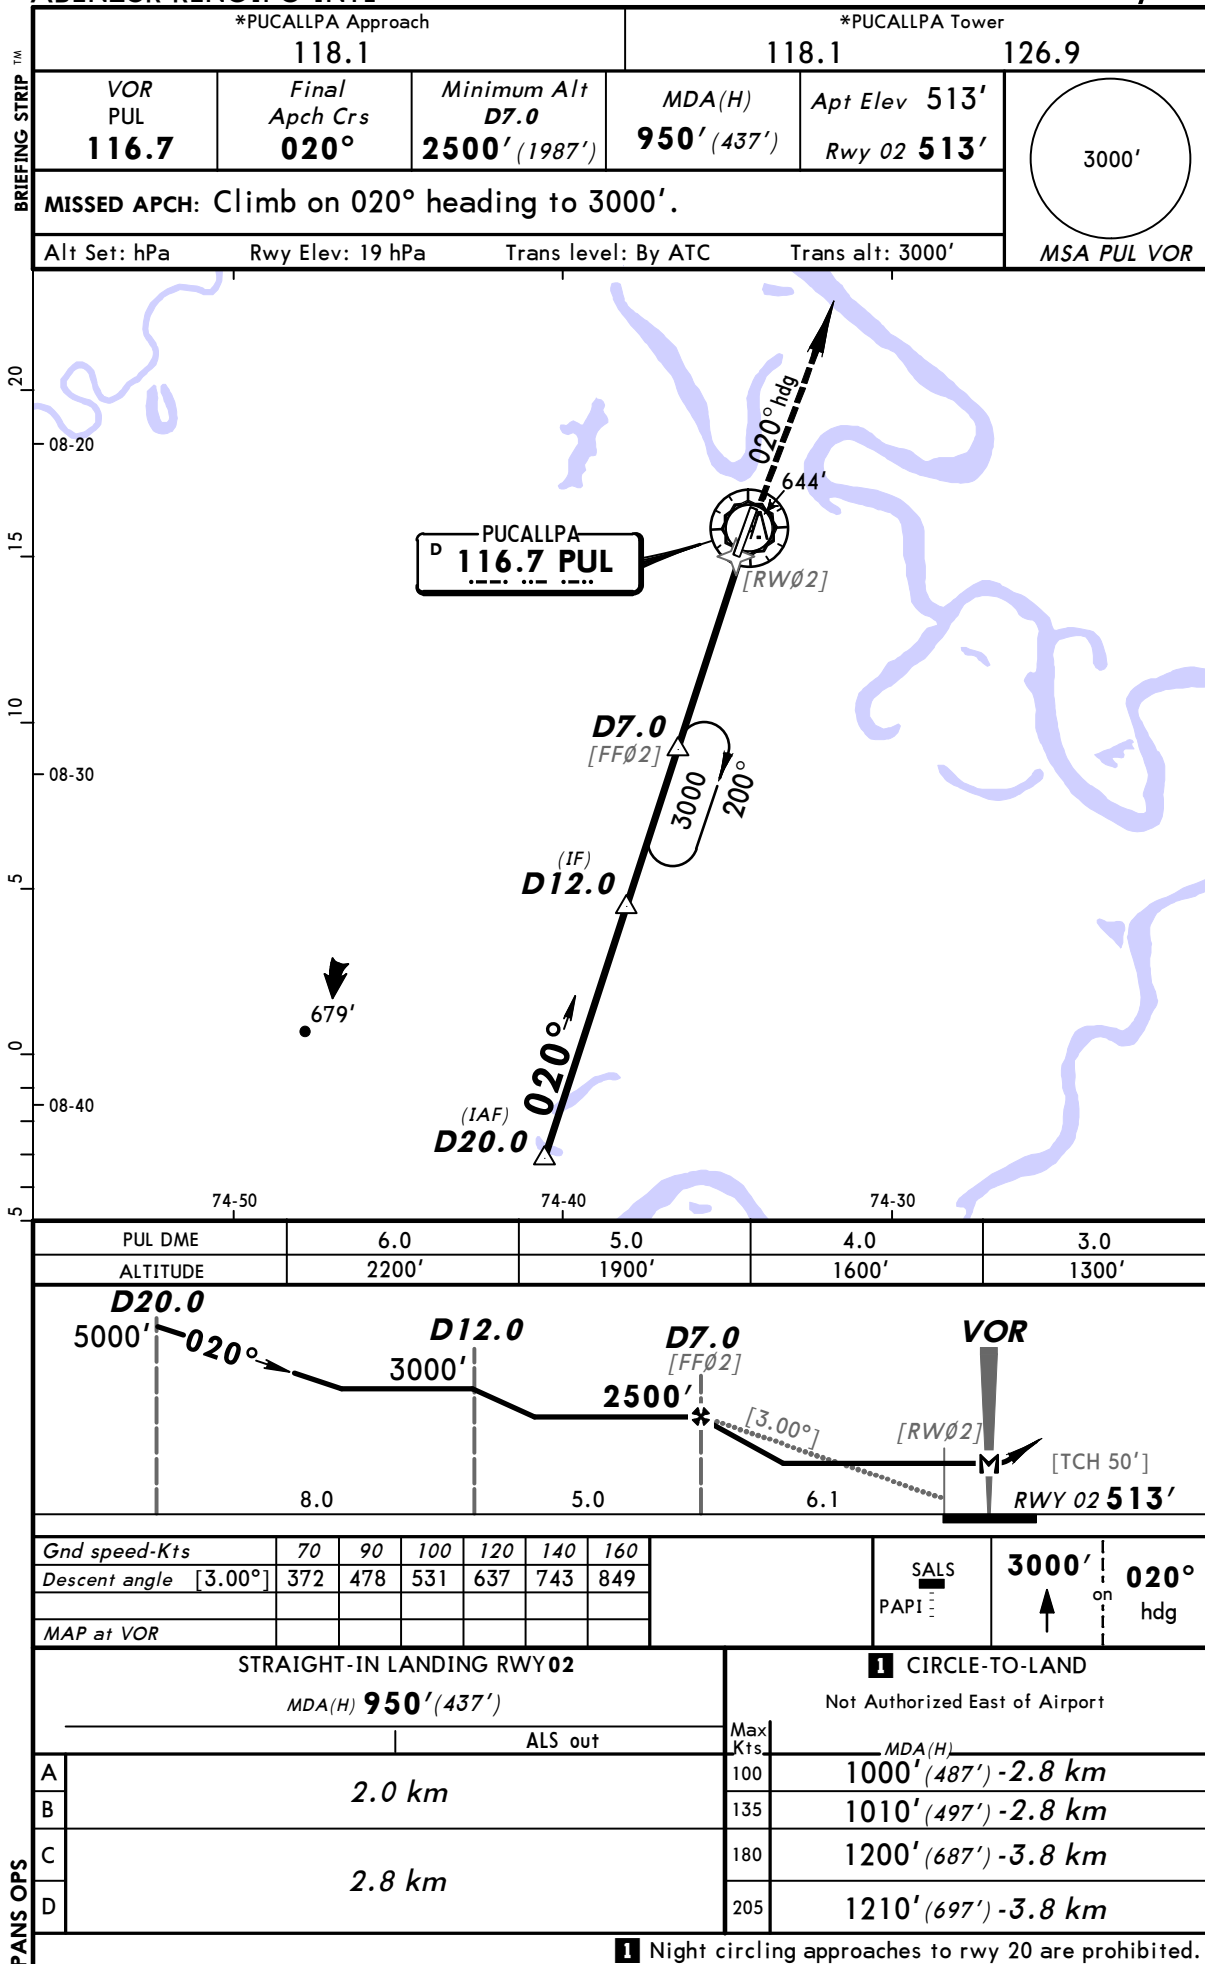 *PUCALLPA Approach
118.1
*PUCALLPA Tower
118.1 126.9
BRIEFING STRIP TM
VOR
PUL
116.7
Final
Apch Crs
020°
Minimum Alt
D7.0
2500' (1987')
MDA(H)
950' (437')
Apt Elev 513'
Rwy 02 513'
3000'
MSA PUL VOR
MISSED APCH: Climb on 020° heading to 3000'.
Alt Set: hPa Rwy Elev: 19 hPa Trans level: By ATC Trans alt: 3000'
20
15
10
5
0
5
08-20
08-30
08-40
74-50
74-40
74-30
020° hdg
644'
PUCALLPA
D 116.7 PUL
[RWØ2]
D7.0
[FFØ2]
3000
200°
(IF)
D12.0
679'
020°
(IAF)
D20.0
PUL DME 6.0 5.0 4.0 3.0
ALTITUDE 2200' 1900' 1600' 1300'
D20.0
5000'
020°
D12.0
3000'
D7.0
[FFØ2]
2500'
[3.00°]
VOR
[RWØ2]
M
[TCH 50']
RWY 02 513'
8.0 5.0 6.1
Gnd speed-Kts 70 90 100 120 140 160
Descent angle [3.00°] 372 478 531 637 743 849
MAP at VOR
SALS
PAPI
3000'
on
020°
hdg
STRAIGHT-IN LANDING RWY 02
MDA(H) 950' (437')
ALS out
A
B
2.0 km
C
D
2.8 km
1 CIRCLE-TO-LAND
Not Authorized East of Airport
Max
Kts
MDA(H)
100 1000' (487') -2.8 km
135 1010' (497') -2.8 km
180 1200' (687') -3.8 km
205 1210' (697') -3.8 km
PANS OPS
1 Night circling approaches to rwy 20 are prohibited.